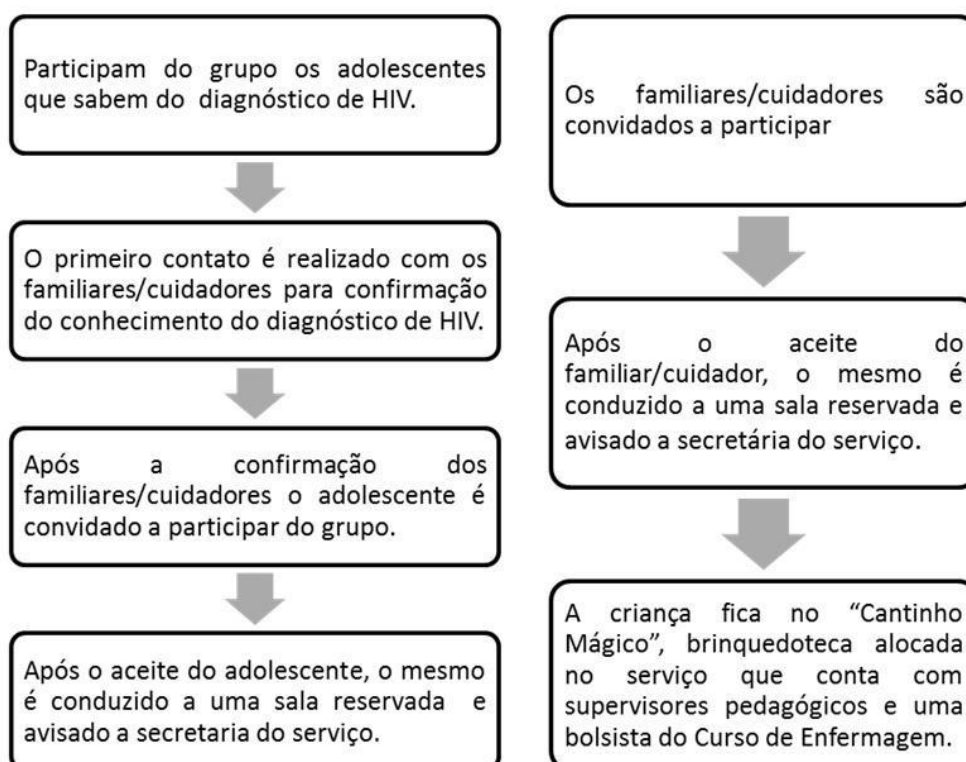 Participam do grupo os adolescentes
que sabem do diagnóstico de HIV.
O primeiro contato é realizado com os
familiares/cuidadores para confirmação
do conhecimento do diagnóstico de HIV.
Após a confirmação dos
familiares/cuidadores o adolescente é
convidado a participar do grupo.
Após o aceite do adolescente, o mesmo
é conduzido a uma sala reservada e
avisado a secretaria do serviço.
Os familiares/cuidadores são
convidados a participar
Após o aceite do
familiar/cuidador, o mesmo é
conduzido a uma sala reservada e
avisado a secretária do serviço.
A criança fica no “Cantinho
Mágico”, brinquedoteca alocada
no serviço que conta com
supervisores pedagógicos e uma
bolsista do Curso de Enfermagem.